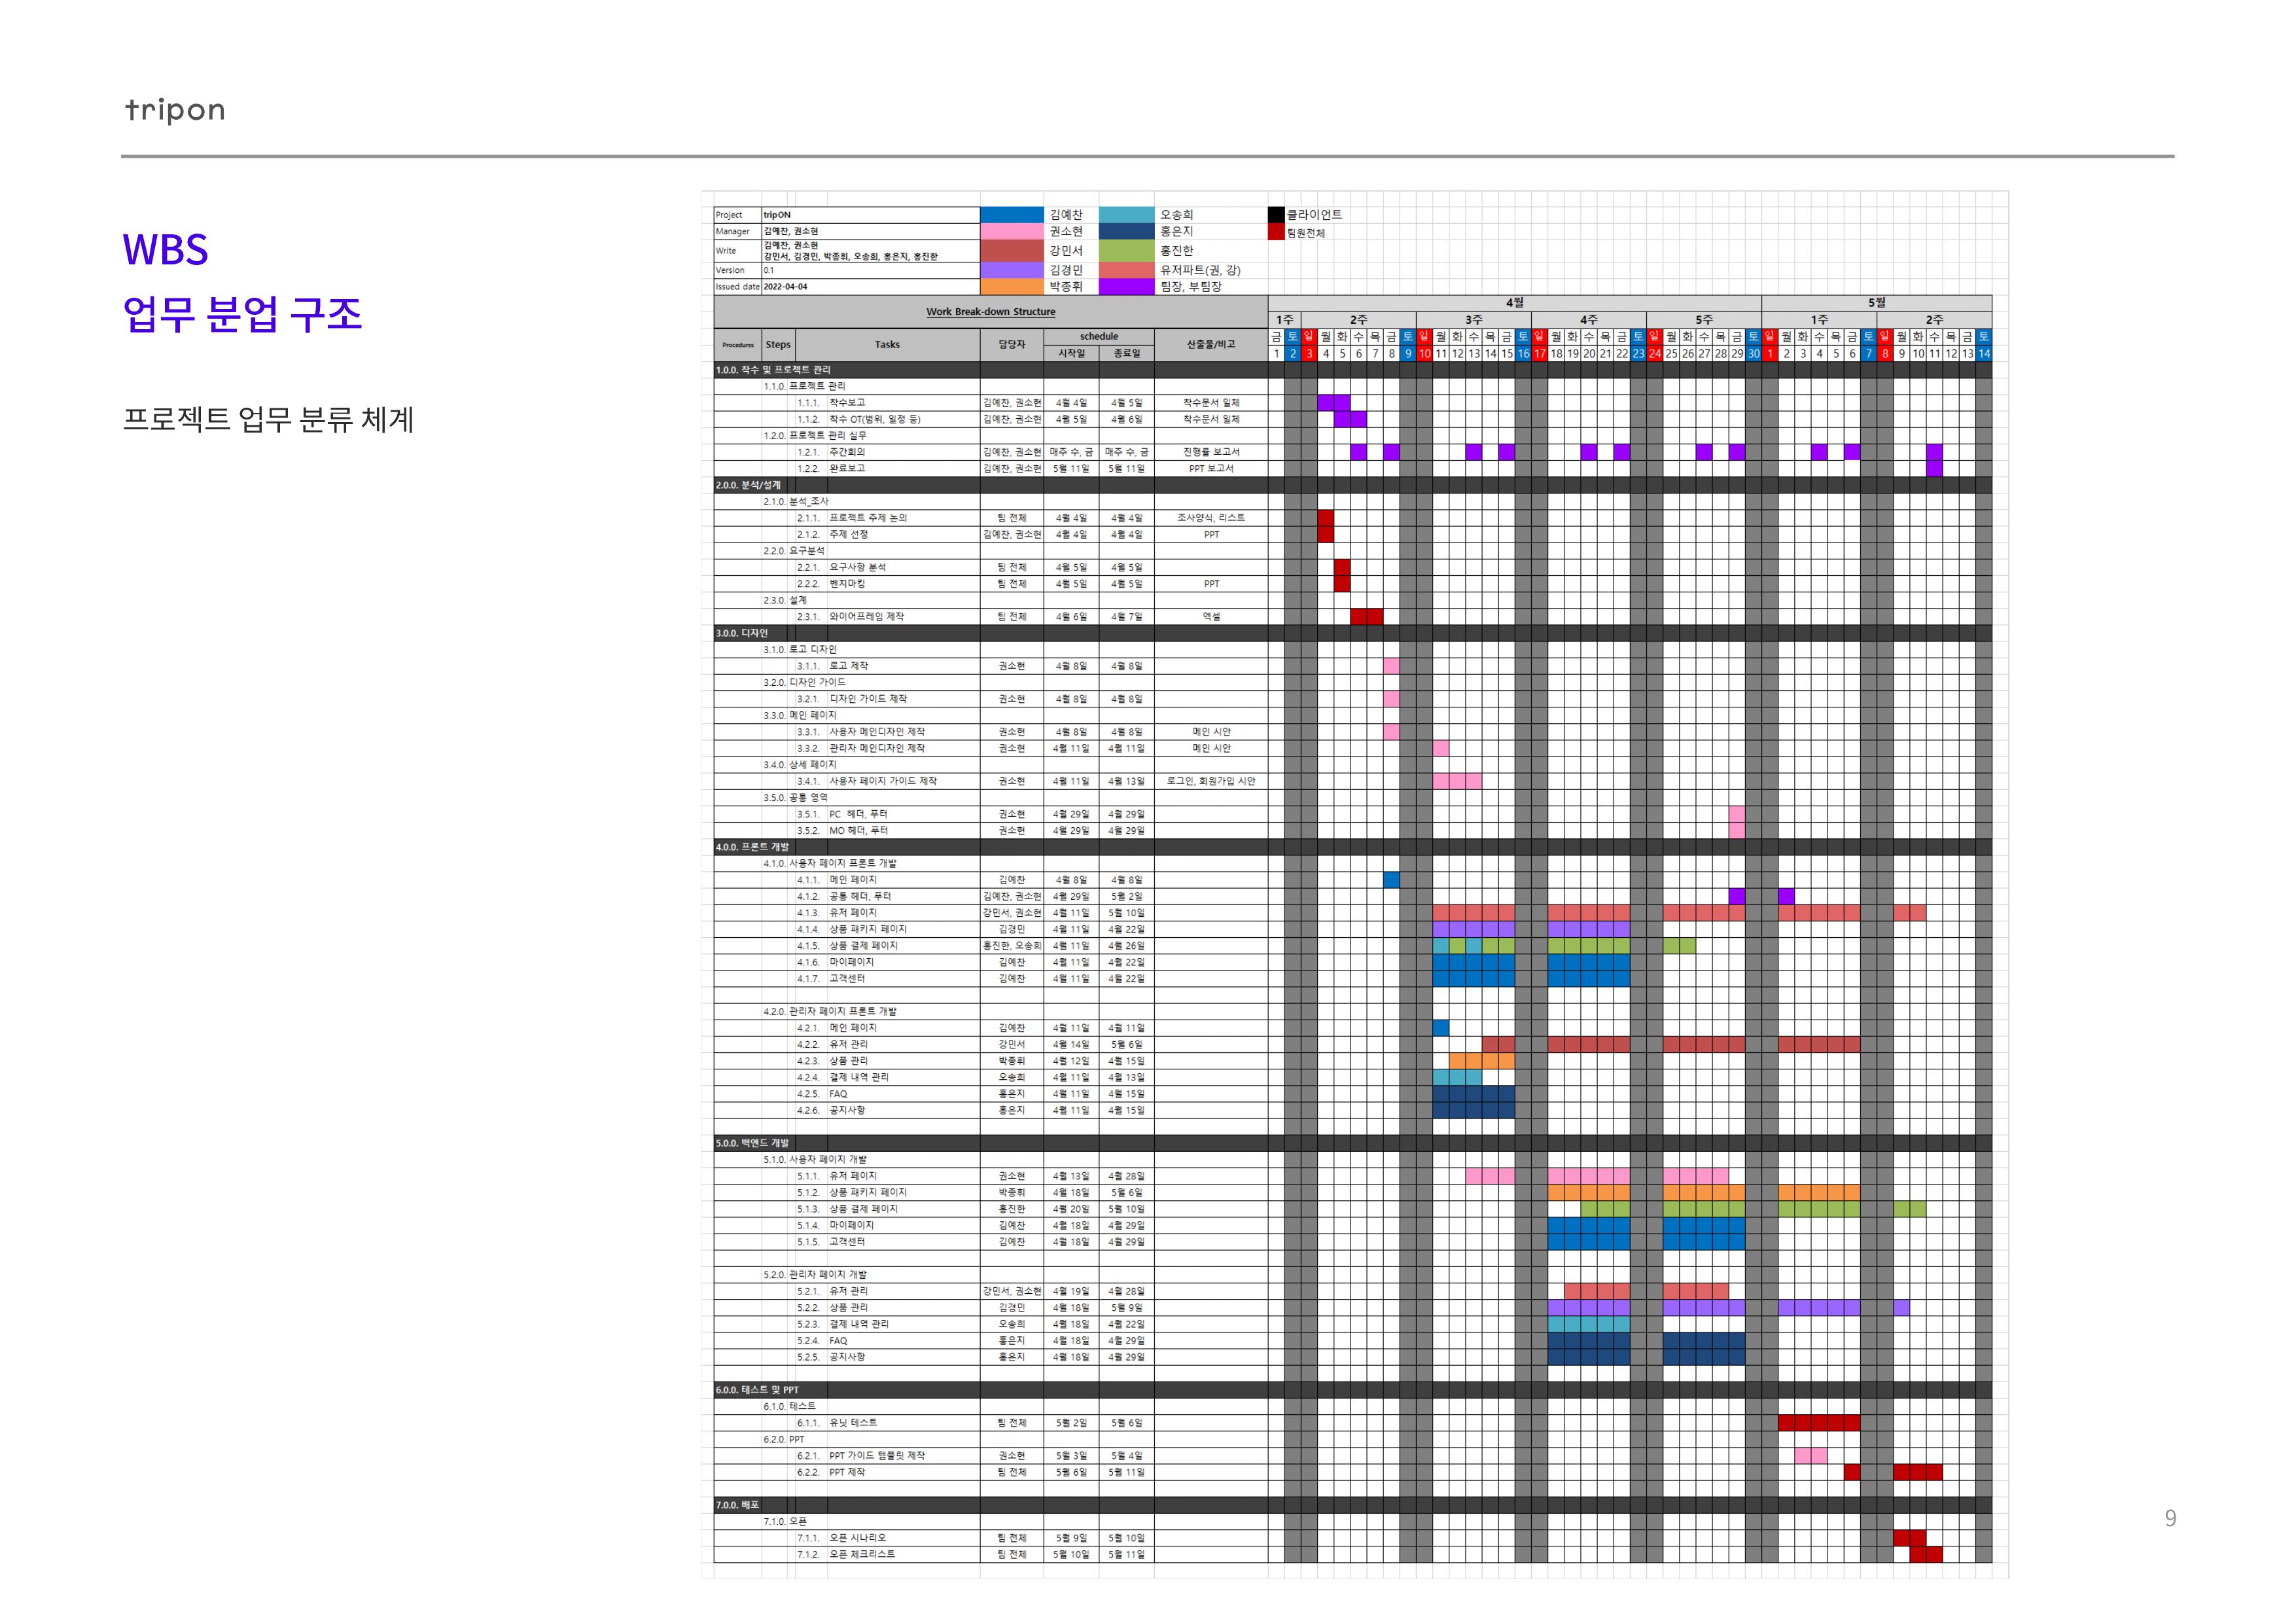 tripon
WBS
업무 분업 구조
프로젝트 업무 분류 체계
Project tripON 김예찬 오송희 클라이언트
Manager 김예찬, 권소현 권소현 홍은지 팀원전체
Write 김예찬, 권소현
강민서, 김경민, 박종휘, 오송희, 홍은지, 홍진한 강민서 홍진한
Version 0.1 김경민 유저파트(권, 강)
Issued date 2022-04-04 박종휘 팀장, 부팀장
Work Break-down Structure 4월 5월
1주 2주 3주 4주 5주 1주 2주
Procedures Steps Tasks 담당자 schedule 산출물/비고 금 토 일 월 화 수 목 금 토 일 월 화 수 목 금 토 일 월 화 수 목 금 토 일 월 화 수 목 금 토 일 월 화 수 목 금 토 일 월 화 수 목 금 토
시작일 종료일 1 2 3 4 5 6 7 8 9 10 11 12 13 14 15 16 17 18 19 20 21 22 23 24 25 26 27 28 29 30 1 2 3 4 5 6 7 8 9 10 11 12 13 14
1.0.0. 착수 및 프로젝트 관리
1.1.0. 프로젝트 관리
1.1.1. 착수보고 김예찬, 권소현 4월 4일 4월 5일 착수문서 일체
1.1.2. 착수 OT(범위, 일정 등) 김예찬, 권소현 4월 5일 4월 6일 착수문서 일체
1.2.0. 프로젝트 관리 실무
1.2.1. 주간회의 김예찬, 권소현 매주 수, 금 매주 수, 금 진행률 보고서
1.2.2. 완료보고 김예찬, 권소현 5월 11일 5월 11일 PPT 보고서
2.0.0. 분석/설계
2.1.0. 분석_조사
2.1.1. 프로젝트 주제 논의 팀 전체 4월 4일 4월 4일 조사양식, 리스트
2.1.2. 주제 선정 김예찬, 권소현 4월 4일 4월 4일 PPT
2.2.0. 요구분석
2.2.1. 요구사항 분석 팀 전체 4월 5일 4월 5일
2.2.2. 벤치마킹 팀 전체 4월 5일 4월 5일 PPT
2.3.0. 설계
2.3.1. 와이어프레임 제작 팀 전체 4월 6일 4월 7일 엑셀
3.0.0. 디자인
3.1.0. 로고 디자인
3.1.1. 로고 제작 권소현 4월 8일 4월 8일
3.2.0. 디자인 가이드
3.2.1. 디자인 가이드 제작 권소현 4월 8일 4월 8일
3.3.0. 메인 페이지
3.3.1. 사용자 메인디자인 제작 권소현 4월 8일 4월 8일 메인 시안
3.3.2. 관리자 메인디자인 제작 권소현 4월 11일 4월 11일 메인 시안
3.4.0. 상세 페이지
3.4.1. 사용자 페이지 가이드 제작 권소현 4월 11일 4월 13일 로그인, 회원가입 시안
3.5.0. 공통 영역
3.5.1. PC 헤더, 푸터 권소현 4월 29일 4월 29일
3.5.2. MO 헤더, 푸터 권소현 4월 29일 4월 29일
4.0.0. 프론트 개발
4.1.0. 사용자 페이지 프론트 개발
4.1.1. 메인 페이지 김예찬 4월 8일 4월 8일
4.1.2. 공통 헤더, 푸터 김예찬, 권소현 4월 29일 5월 2일
4.1.3. 유저 페이지 강민서, 권소현 4월 11일 5월 10일
4.1.4. 상품 패키지 페이지 김경민 4월 11일 4월 22일
4.1.5. 상품 결제 페이지 홍진한, 오송희 4월 11일 4월 26일
4.1.6. 마이페이지 김예찬 4월 11일 4월 22일
4.1.7. 고객센터 김예찬 4월 11일 4월 22일
4.2.0. 관리자 페이지 프론트 개발
4.2.1. 메인 페이지 김예찬 4월 11일 4월 11일
4.2.2. 유저 관리 강민서 4월 14일 5월 6일
4.2.3. 상품 관리 박종휘 4월 12일 4월 15일
4.2.4. 결제 내역 관리 오송희 4월 11일 4월 13일
4.2.5. FAQ 홍은지 4월 11일 4월 15일
4.2.6. 공지사항 홍은지 4월 11일 4월 15일
5.0.0. 백앤드 개발
5.1.0. 사용자 페이지 개발
5.1.1. 유저 페이지 권소현 4월 13일 4월 28일
5.1.2. 상품 패키지 페이지 박종휘 4월 18일 5월 6일
5.1.3. 상품 결제 페이지 홍진한 4월 20일 5월 10일
5.1.4. 마이페이지 김예찬 4월 18일 4월 29일
5.1.5. 고객센터 김예찬 4월 18일 4월 29일
5.2.0. 관리자 페이지 개발
5.2.1. 유저 관리 강민서, 권소현 4월 19일 4월 28일
5.2.2. 상품 관리 김경민 4월 18일 5월 9일
5.2.3. 결제 내역 관리 오송희 4월 18일 4월 22일
5.2.4. FAQ 홍은지 4월 18일 4월 29일
5.2.5. 공지사항 홍은지 4월 18일 4월 29일
6.0.0. 테스트 및 PPT
6.1.0. 테스트
6.1.1. 유닛 테스트 팀 전체 5월 2일 5월 6일
6.2.0. PPT
6.2.1. PPT 가이드 템플릿 제작 권소현 5월 3일 5월 4일
6.2.2. PPT 제작 팀 전체 5월 6일 5월 11일
7.0.0. 배포
7.1.0. 오픈
7.1.1. 오픈 시나리오 팀 전체 5월 9일 5월 10일
7.1.2. 오픈 체크리스트 팀 전체 5월 10일 5월 11일
9